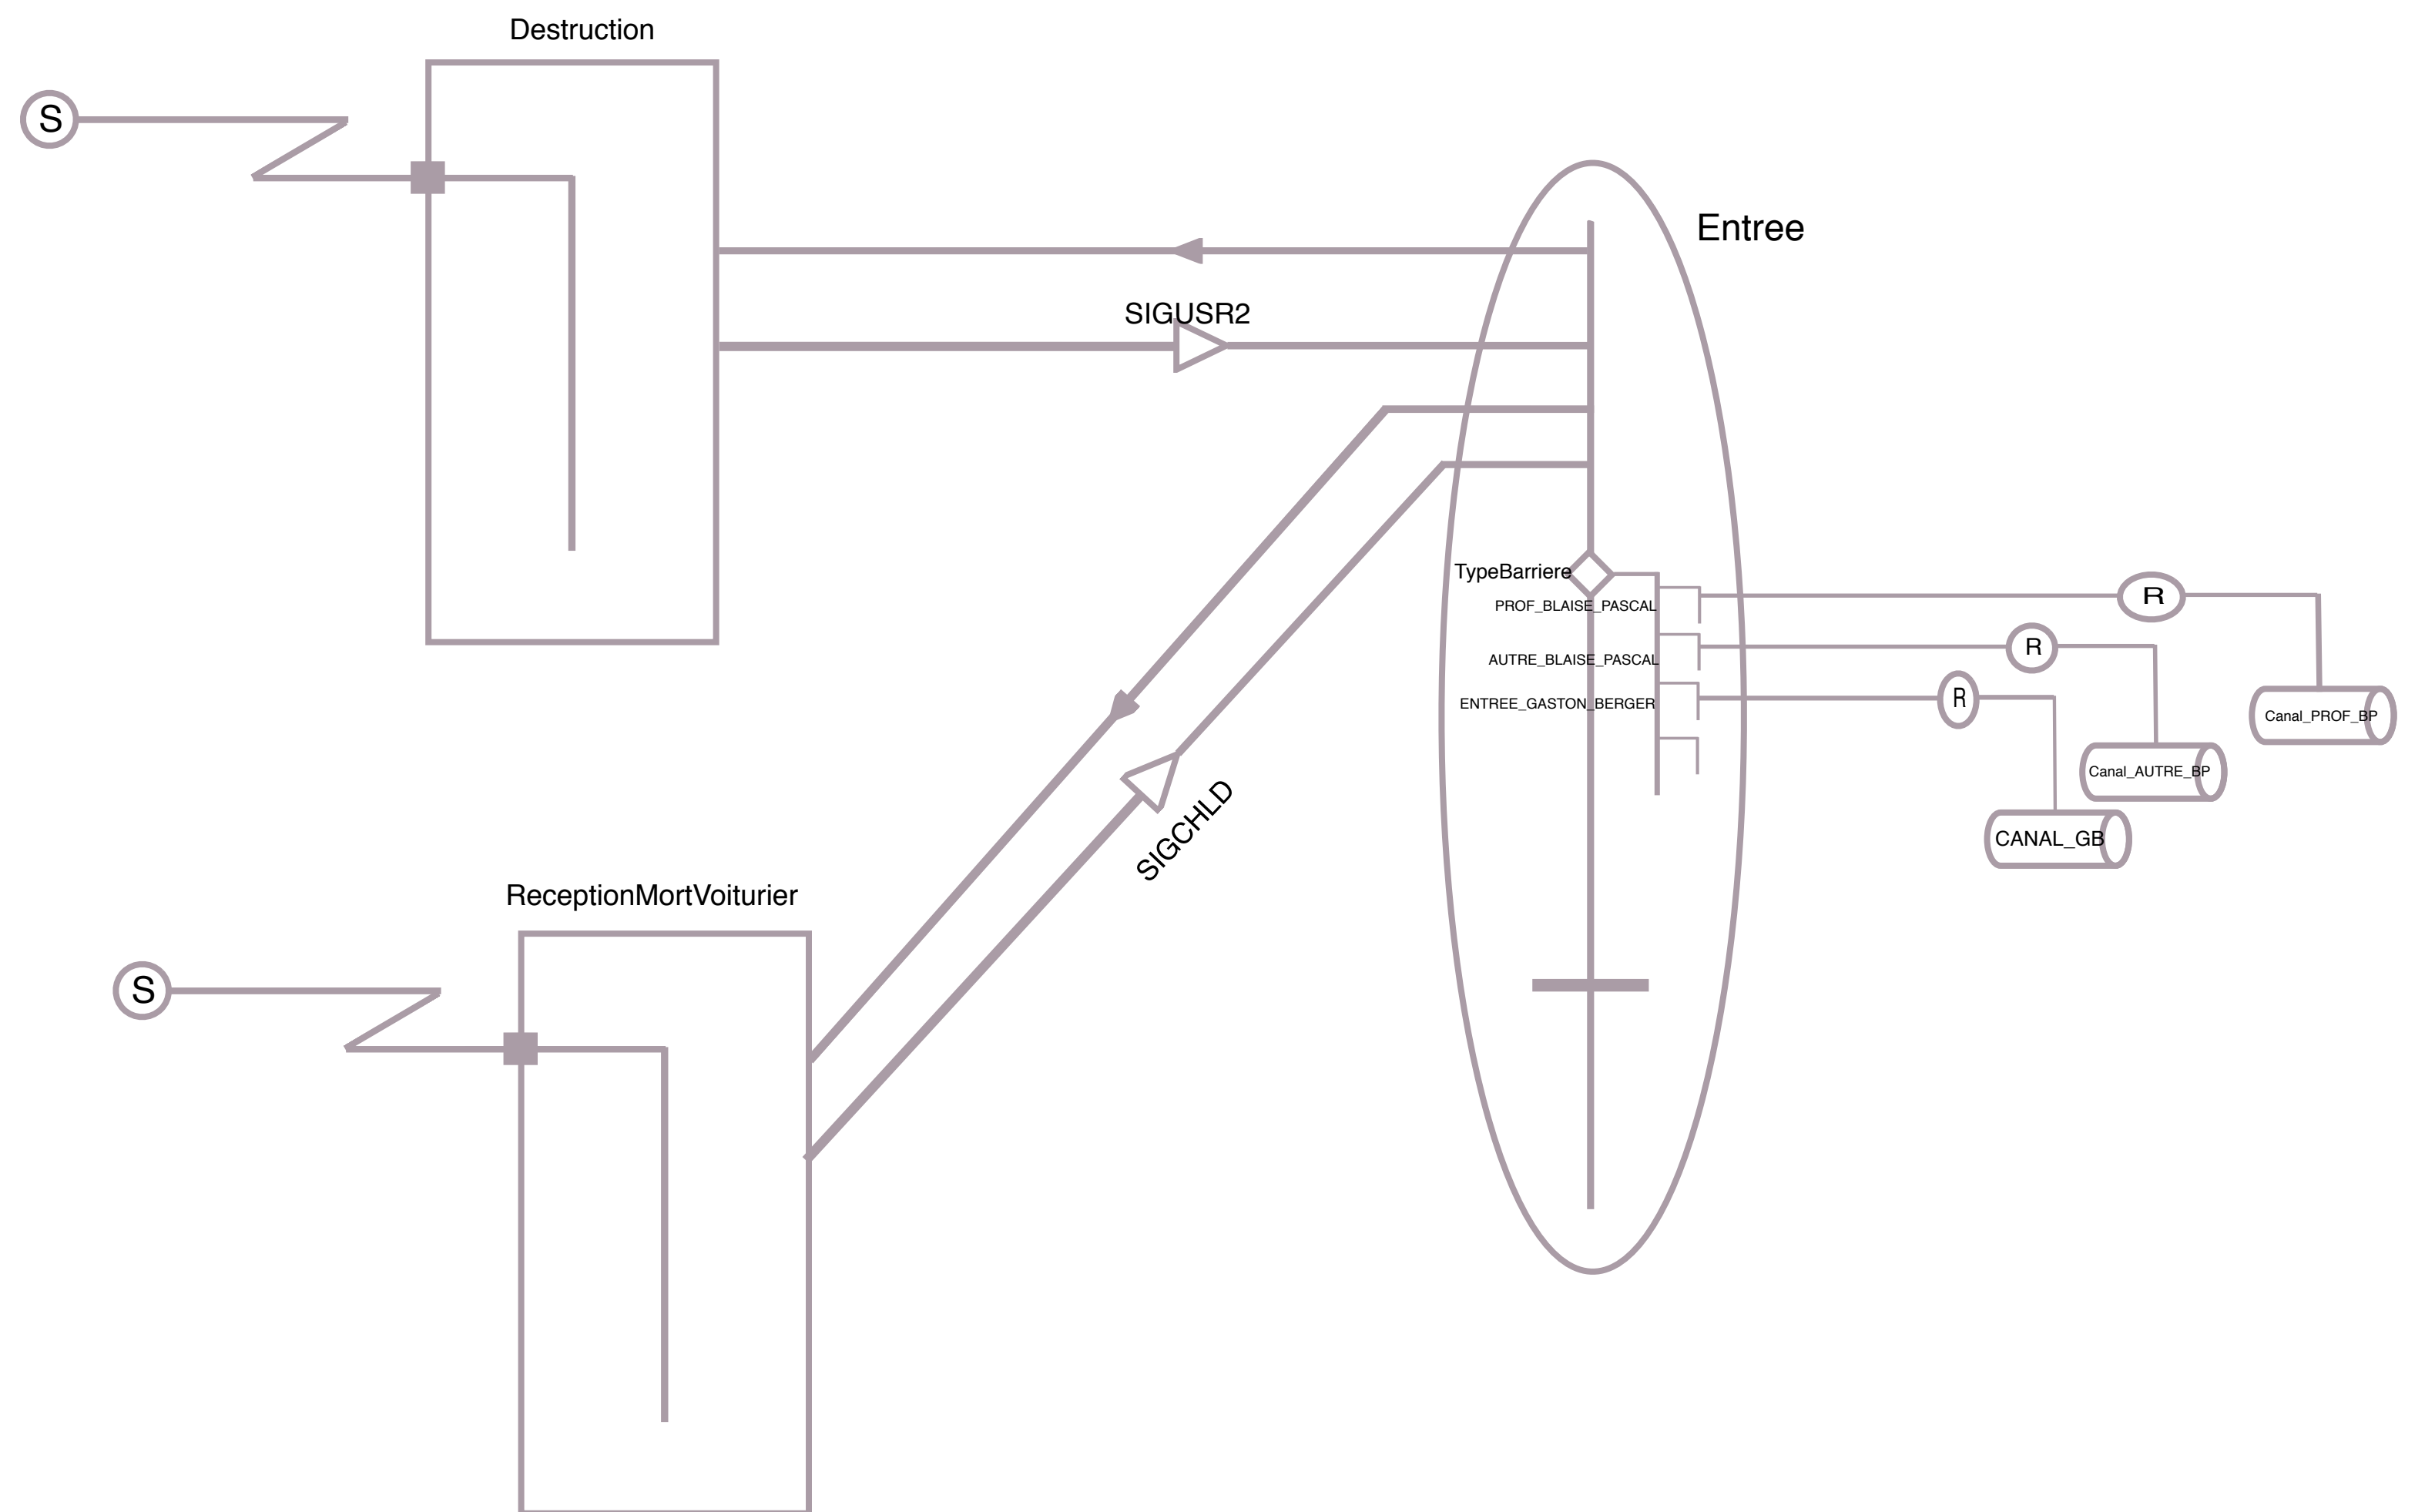 Destruction
S
Entree
SIGUSR2
TypeBarriere
PROF_BLAISE_PASCAL
R
AUTRE_BLAISE_PASCAL
R
ENTREE_GASTON_BERGER
R
Canal_PROF_BP
Canal_AUTRE_BP
CANAL_GB
SIGCHLD
ReceptionMortVoiturier
S